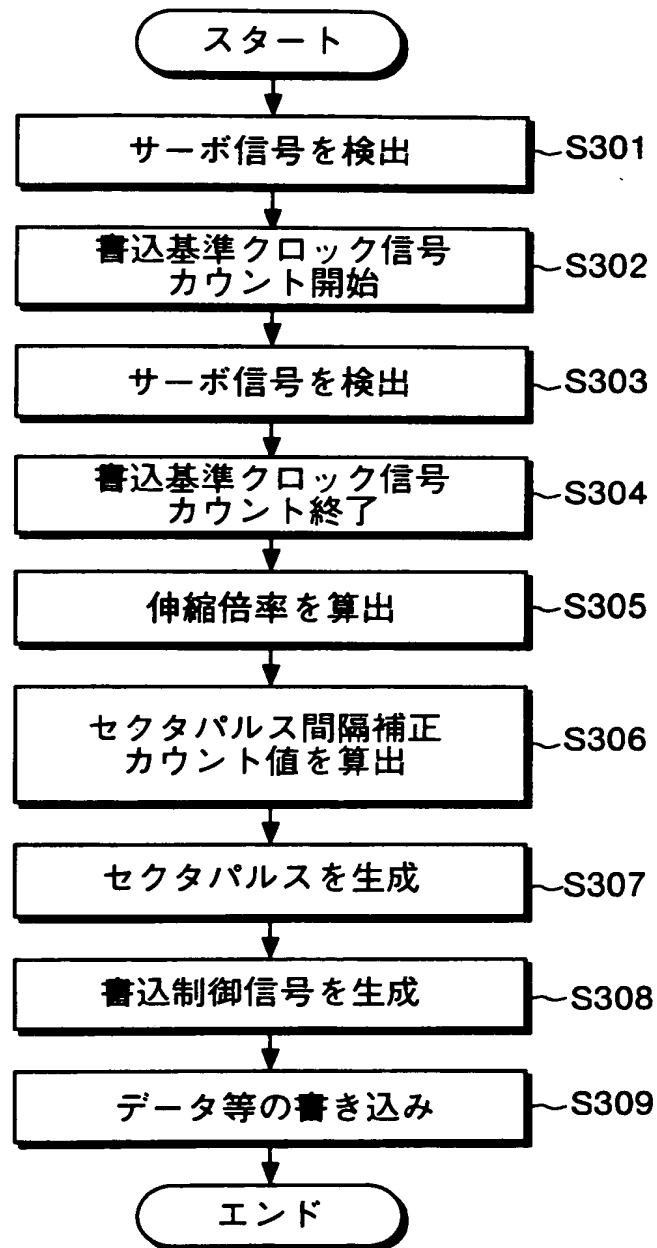 スタート
サーボ信号を検出
S301
書込基準クロック信号
カウント開始
S302
サーボ信号を検出
S303
書込基準クロック信号
カウント終了
S304
伸縮倍率を算出
S305
セクタパルス間隔補正
カウント値を算出
S306
セクタパルスを生成
S307
書込制御信号を生成
S308
データ等の書き込み
S309
エンド